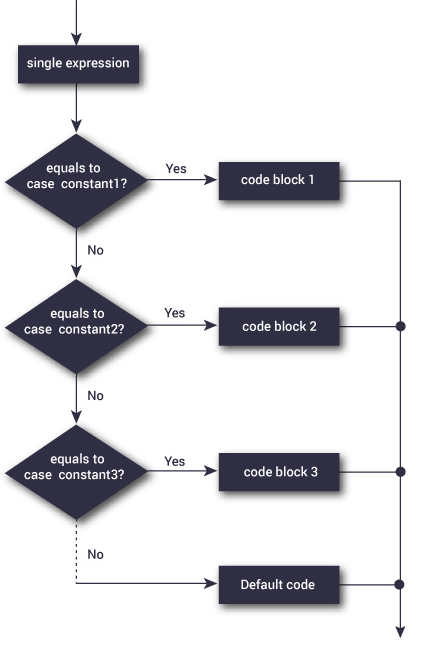 single expression
equals to
case constant1?
Yes
code block 1
No
equals to
case constant2?
Yes
code block 2
No
equals to
case constant3?
Yes
code block 3
No
Default code